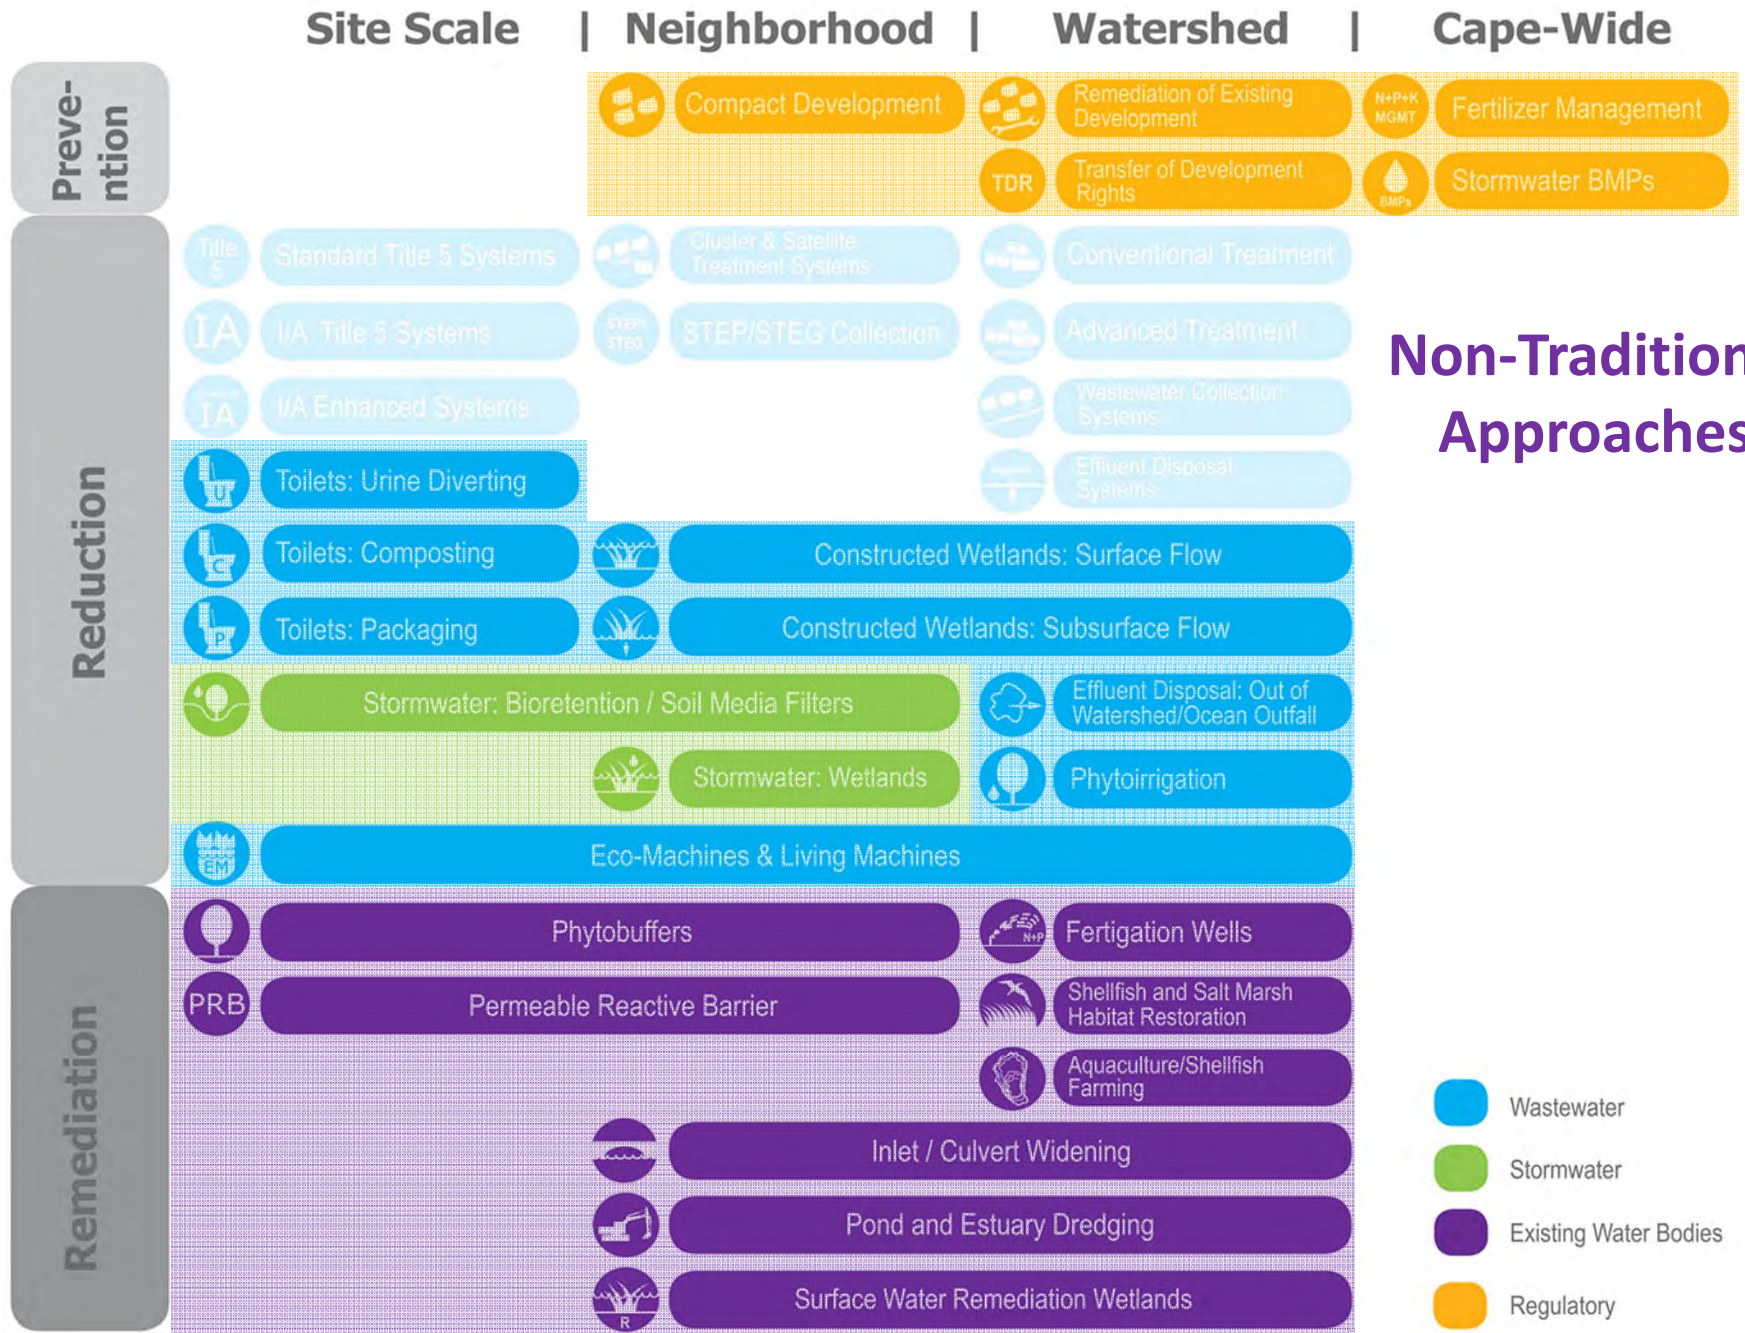 Site Scale | Neighborhood | Watershed | Cape-Wide
Preve-
ntion
Compact Development
Remediation of Existing
Development
N+P+K
MGMT
Fertilizer Management
TDR
Transfer of Development
Rights
BMPs
Stormwater BMPs
Reduction
Title
5
Standard Title 5 Systems
Cluster & Satellite
Treatment Systems
Conventional Treatment
IA
I/A Title 5 Systems
STEP/
STEG
STEP/STEG Collection
Advanced Treatment
Non-Tradition
Approaches
IA
I/A Enhanced Systems
Wastewater Collection
Systems
U
Toilets: Urine Diverting
Effluent Disposal
Systems
C
Toilets: Composting
Constructed Wetlands: Surface Flow
P
Toilets: Packaging
Constructed Wetlands: Subsurface Flow
Stormwater: Bioretention / Soil Media Filters
Effluent Disposal: Out of
Watershed/Ocean Outfall
Stormwater: Wetlands
Phytoirrigation
EM
Eco-Machines & Living Machines
Remediation
Phytobuffers
N+P
Fertigation Wells
PRB
Permeable Reactive Barrier
Shellfish and Salt Marsh
Habitat Restoration
Aquaculture/Shellfish
Farming
Inlet / Culvert Widening
Pond and Estuary Dredging
R
Surface Water Remediation Wetlands
Wastewater
Stormwater
Existing Water Bodies
Regulatory